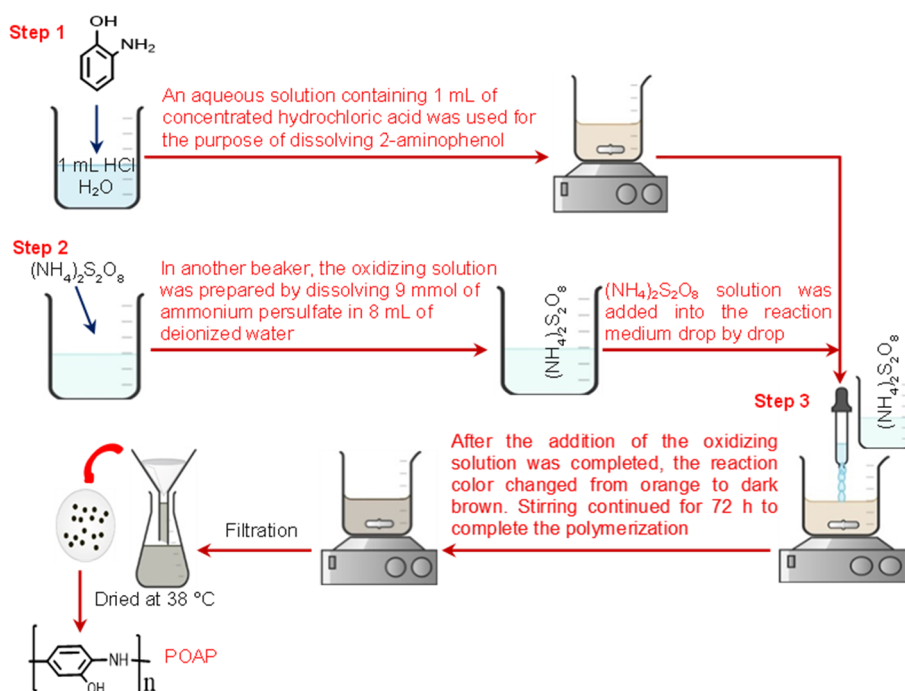 Step 1
OH
NH₂
1 mL HCl
H₂O
An aqueous solution containing 1 mL of
concentrated hydrochloric acid was used for
the purpose of dissolving 2-aminophenol
Step 2
(NH₄)₂S₂O₈
In another beaker, the oxidizing solution
was prepared by dissolving 9 mmol of
ammonium persulfate in 8 mL of
deionized water
(NH₄)₂S₂O₈
(NH₄)₂S₂O₈ solution was
added into the reaction
medium drop by drop
Step 3
(NH₄)₂S₂O₈
After the addition of the oxidizing
solution was completed, the reaction
color changed from orange to dark
brown. Stirring continued for 72 h to
complete the polymerization
Filtration
Dried at 38 °C
NH
OH
n
POAP